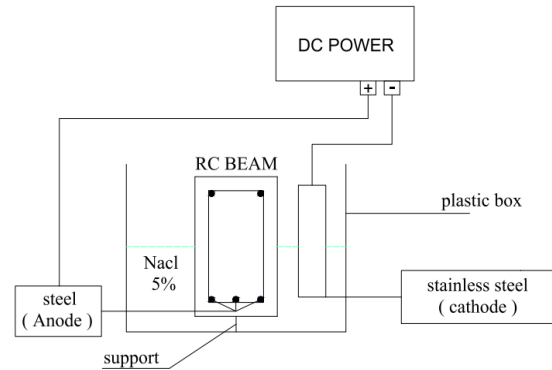 DC POWER
+ -
RC BEAM
plastic box
Nacl
5%
steel
( Anode )
stainless steel
( cathode )
support